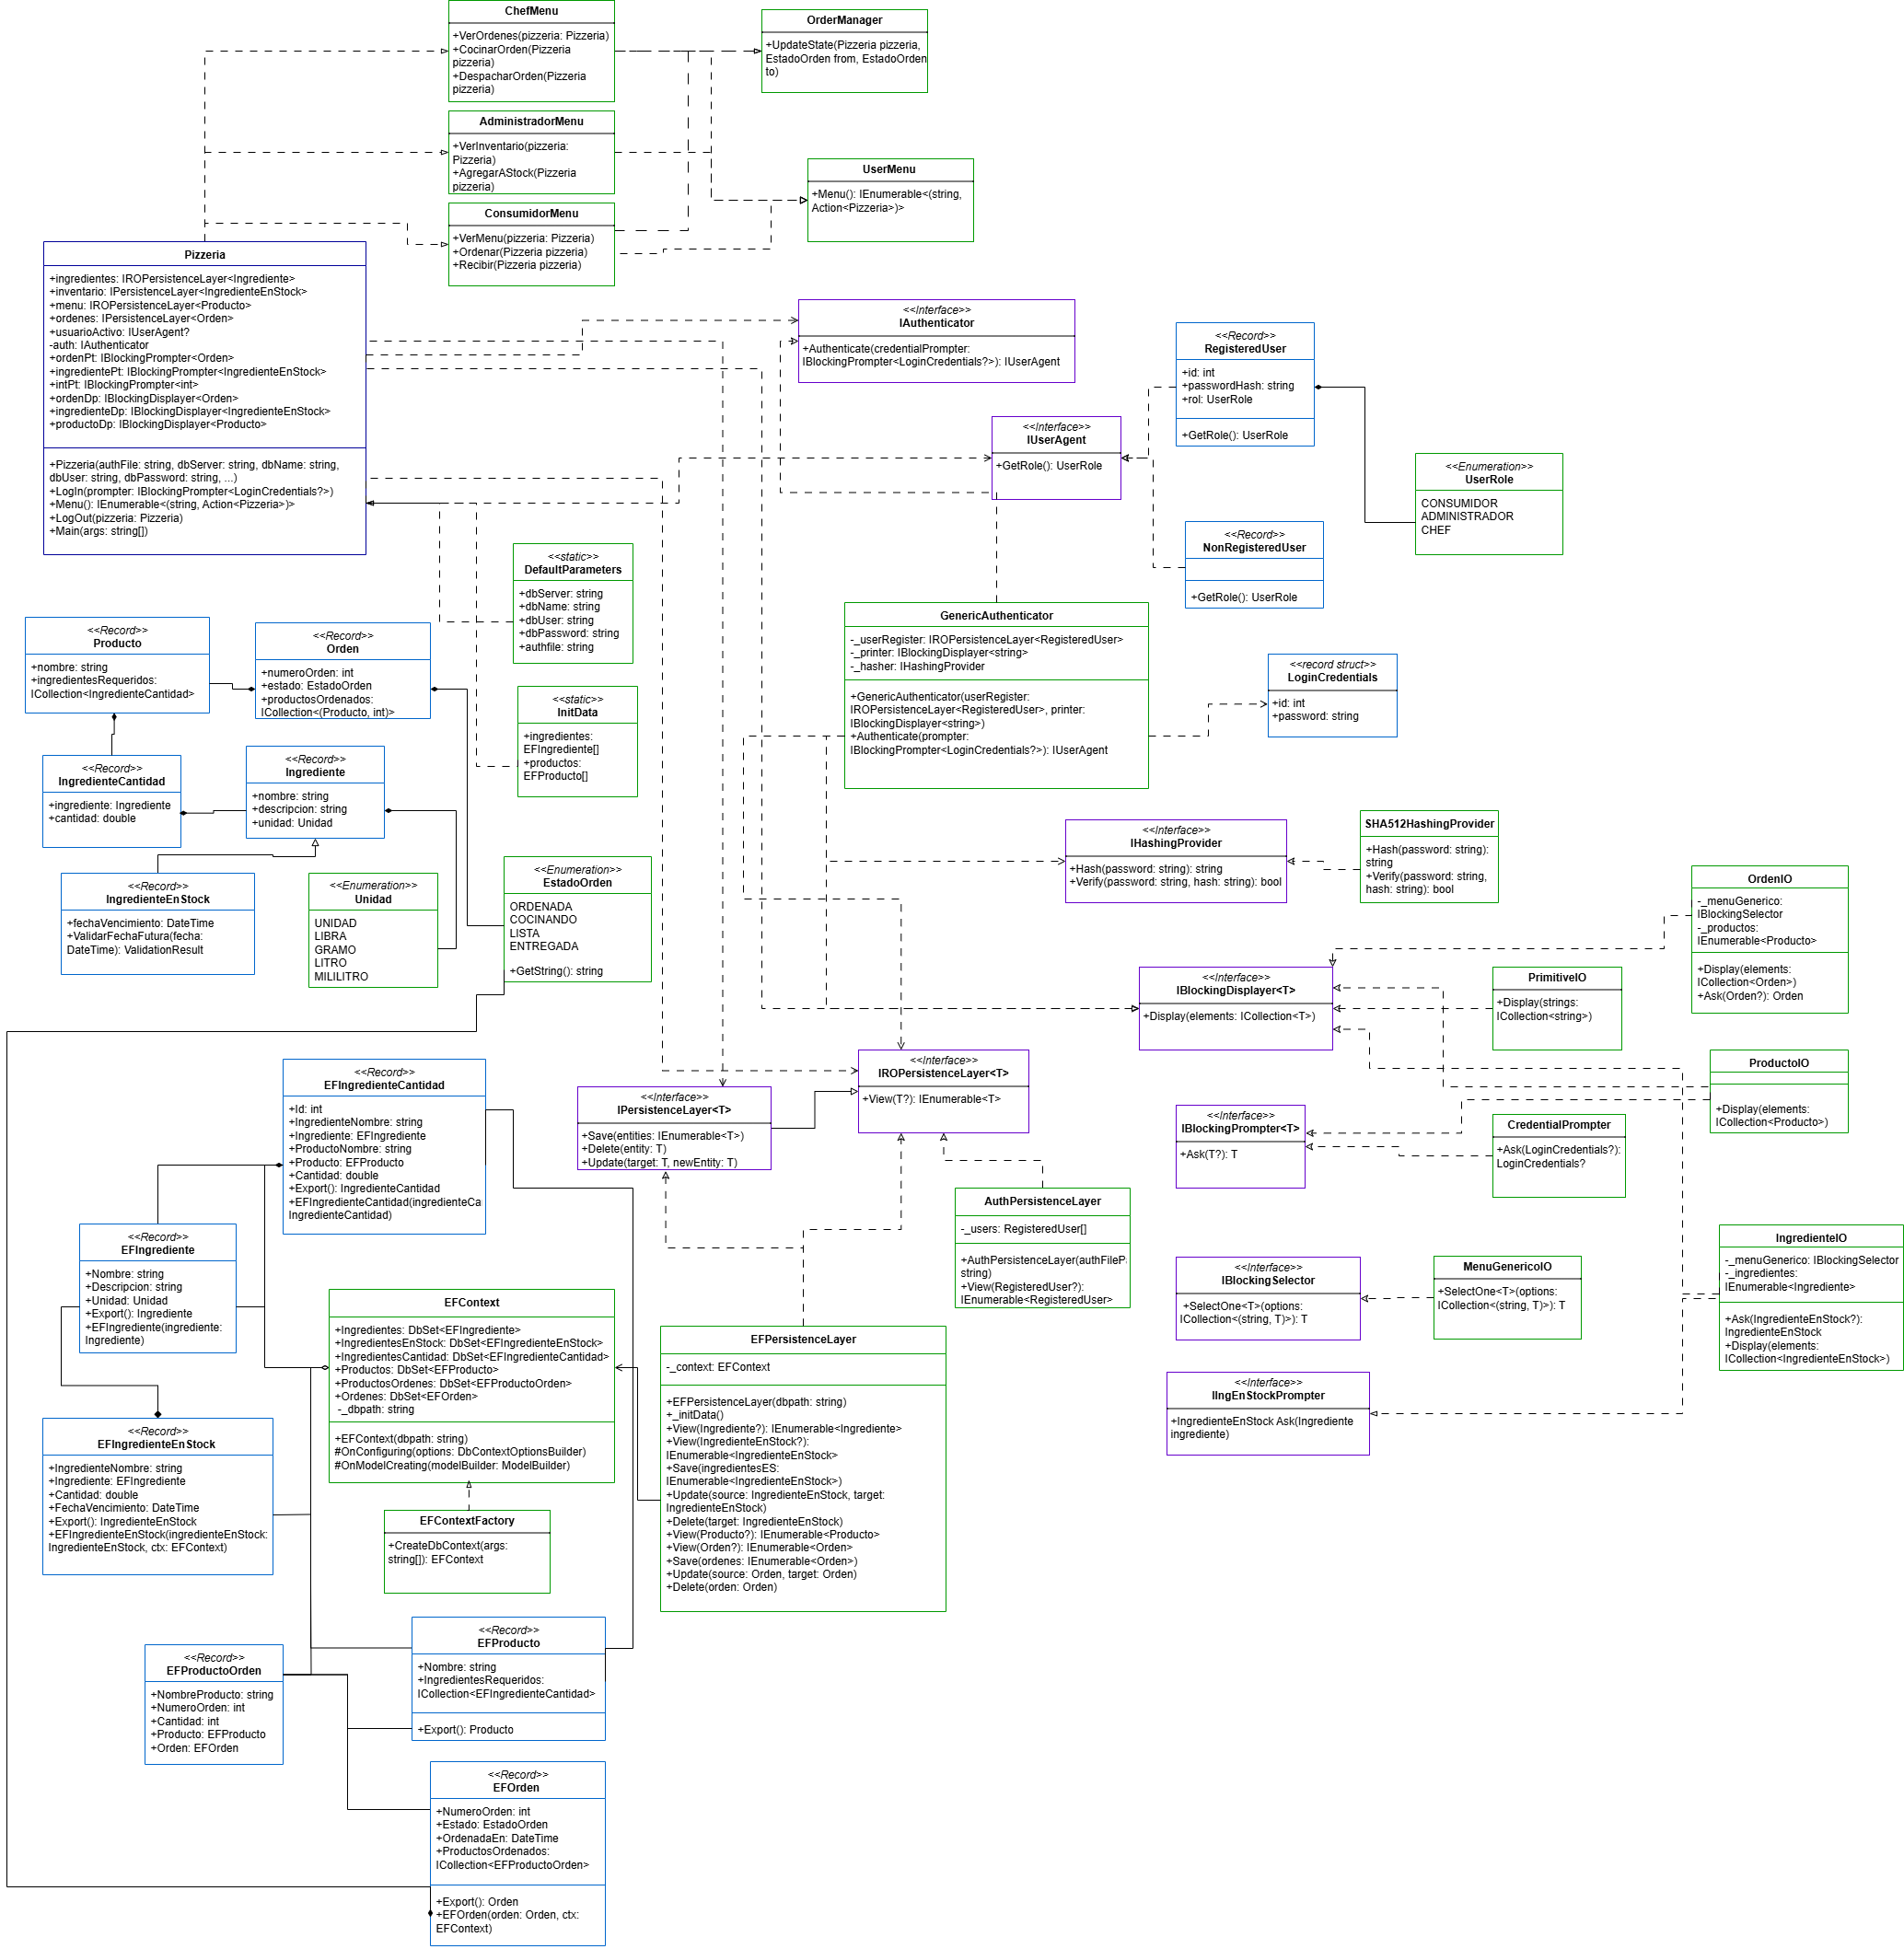 ChefMenu
+VerOrdenes(pizzeria: Pizzeria)
+CocinarOrden(Pizzeria
pizzeria)
+DespacharOrden(Pizzeria
pizzeria)
OrderManager
+UpdateState(Pizzeria pizzeria,
EstadoOrden from, EstadoOrden
to)
AdministradorMenu
+VerInventario(pizzeria:
Pizzeria)
+AgregarAStock(Pizzeria
pizzeria)
UserMenu
+Menu(): IEnumerable<(string,
Action<Pizzeria>)>
ConsumidorMenu
+VerMenu(pizzeria: Pizzeria)
+Ordenar(Pizzeria pizzeria)
+Recibir(Pizzeria pizzeria)
Pizzeria
+ingredientes: IROPersistenceLayer<Ingrediente>
+inventario: IPersistenceLayer<IngredienteEnStock>
+menu: IROPersistenceLayer<Producto>
+ordenes: IPersistenceLayer<Orden>
+usuarioActivo: IUserAgent?
-auth: IAuthenticator
+ordenPt: IBlockingPrompter<Orden>
+ingredientePt: IBlockingPrompter<IngredienteEnStock>
+intPt: IBlockingPrompter<int>
+ordenDp: IBlockingDisplayer<Orden>
+ingredienteDp: IBlockingDisplayer<IngredienteEnStock>
+productoDp: IBlockingDisplayer<Producto>
+Pizzeria(authFile: string, dbServer: string, dbName: string,
dbUser: string, dbPassword: string, ...)
+LogIn(prompter: IBlockingPrompter<LoginCredentials?>)
+Menu(): IEnumerable<(string, Action<Pizzeria>)>
+LogOut(pizzeria: Pizzeria)
+Main(args: string[])
<<Interface>>
IAuthenticator
+Authenticate(credentialPrompter:
IBlockingPrompter<LoginCredentials?>): IUserAgent
<<Record>>
RegisteredUser
+id: int
+passwordHash: string
+rol: UserRole
+GetRole(): UserRole
<<Interface>>
IUserAgent
+GetRole(): UserRole
<<Enumeration>>
UserRole
CONSUMIDOR
ADMINISTRADOR
CHEF
<<Record>>
NonRegisteredUser
+GetRole(): UserRole
<<static>>
DefaultParameters
+dbServer: string
+dbName: string
+dbUser: string
+dbPassword: string
+authfile: string
<<static>>
InitData
+ingredientes:
EFIngrediente[]
+productos:
EFProducto[]
GenericAuthenticator
-_userRegister: IROPersistenceLayer<RegisteredUser>
-_printer: IBlockingDisplayer<string>
-_hasher: IHashingProvider
+GenericAuthenticator(userRegister:
IROPersistenceLayer<RegisteredUser>, printer:
IBlockingDisplayer<string>)
+Authenticate(prompter:
IBlockingPrompter<LoginCredentials?>): IUserAgent
<<record struct>>
LoginCredentials
+id: int
+password: string
<<Record>>
Producto
+nombre: string
+ingredientesRequeridos:
ICollection<IngredienteCantidad>
<<Record>>
Orden
+numeroOrden: int
+estado: EstadoOrden
+productosOrdenados:
ICollection<(Producto, int)>
<<Record>>
IngredienteCantidad
+ingrediente: Ingrediente
+cantidad: double
<<Record>>
Ingrediente
+nombre: string
+descripcion: string
+unidad: Unidad
<<Record>>
IngredienteEnStock
+fechaVencimiento: DateTime
+ValidarFechaFutura(fecha:
DateTime): ValidationResult
<<Enumeration>>
Unidad
UNIDAD
LIBRA
GRAMO
LITRO
MILILITRO
<<Enumeration>>
EstadoOrden
ORDENADA
COCINANDO
LISTA
ENTREGADA
+GetString(): string
<<Interface>>
IHashingProvider
+Hash(password: string): string
+Verify(password: string, hash: string): bool
SHA512HashingProvider
+Hash(password: string):
string
+Verify(password: string,
hash: string): bool
OrdenIO
-_menuGenerico:
IBlockingSelector
-_productos:
IEnumerable<Producto>
+Display(elements:
ICollection<Orden>)
+Ask(Orden?): Orden
<<Interface>>
IBlockingDisplayer<T>
+Display(elements: ICollection<T>)
PrimitiveIO
+Display(strings:
ICollection<string>)
ProductoIO
+Display(elements:
ICollection<Producto>)
<<Interface>>
IBlockingPrompter<T>
+Ask(T?): T
CredentialPrompter
+Ask(LoginCredentials?):
LoginCredentials?
IngredienteIO
-_menuGenerico: IBlockingSelector
-_ingredientes:
IEnumerable<Ingrediente>
+Ask(IngredienteEnStock?):
IngredienteEnStock
+Display(elements:
ICollection<IngredienteEnStock>)
<<Interface>>
IBlockingSelector
+SelectOne<T>(options:
ICollection<(string, T)>): T
MenuGenericoIO
+SelectOne<T>(options:
ICollection<(string, T)>): T
<<Interface>>
IIngEnStockPrompter
+IngredienteEnStock Ask(Ingrediente
ingrediente)
<<Interface>>
IROPersistenceLayer<T>
+View(T?): IEnumerable<T>
<<Interface>>
IPersistenceLayer<T>
+Save(entities: IEnumerable<T>)
+Delete(entity: T)
+Update(target: T, newEntity: T)
AuthPersistenceLayer
-_users: RegisteredUser[]
+AuthPersistenceLayer(authFileP
string)
+View(RegisteredUser?):
IEnumerable<RegisteredUser>
EFPersistenceLayer
-_context: EFContext
+EFPersistenceLayer(dbpath: string)
+_initData()
+View(Ingrediente?): IEnumerable<Ingrediente>
+View(IngredienteEnStock?):
IEnumerable<IngredienteEnStock>
+Save(ingredientesES:
IEnumerable<IngredienteEnStock>)
+Update(source: IngredienteEnStock, target:
IngredienteEnStock)
+Delete(target: IngredienteEnStock)
+View(Producto?): IEnumerable<Producto>
+View(Orden?): IEnumerable<Orden>
+Save(ordenes: IEnumerable<Orden>)
+Update(source: Orden, target: Orden)
+Delete(orden: Orden)
<<Record>>
EFIngredienteCantidad
+Id: int
+IngredienteNombre: string
+Ingrediente: EFIngrediente
+ProductoNombre: string
+Producto: EFProducto
+Cantidad: double
+Export(): IngredienteCantidad
+EFIngredienteCantidad(ingredienteCa
IngredienteCantidad)
<<Record>>
EFIngrediente
+Nombre: string
+Descripcion: string
+Unidad: Unidad
+Export(): Ingrediente
+EFIngrediente(ingrediente:
Ingrediente)
EFContext
+Ingredientes: DbSet<EFIngrediente>
+IngredientesEnStock: DbSet<EFIngredienteEnStock>
+IngredientesCantidad: DbSet<EFIngredienteCantidad>
+Productos: DbSet<EFProducto>
+ProductosOrdenes: DbSet<EFProductoOrden>
+Ordenes: DbSet<EFOrden>
-_dbpath: string
+EFContext(dbpath: string)
#OnConfiguring(options: DbContextOptionsBuilder)
#OnModelCreating(modelBuilder: ModelBuilder)
<<Record>>
EFIngredienteEnStock
+IngredienteNombre: string
+Ingrediente: EFIngrediente
+Cantidad: double
+FechaVencimiento: DateTime
+Export(): IngredienteEnStock
+EFIngredienteEnStock(ingredienteEnStock:
IngredienteEnStock, ctx: EFContext)
EFContextFactory
+CreateDbContext(args:
string[]): EFContext
<<Record>>
EFProducto
+Nombre: string
+IngredientesRequeridos:
ICollection<EFIngredienteCantidad>
+Export(): Producto
<<Record>>
EFProductoOrden
+NombreProducto: string
+NumeroOrden: int
+Cantidad: int
+Producto: EFProducto
+Orden: EFOrden
<<Record>>
EFOrden
+NumeroOrden: int
+Estado: EstadoOrden
+OrdenadaEn: DateTime
+ProductosOrdenados:
ICollection<EFProductoOrden>
+Export(): Orden
+EFOrden(orden: Orden, ctx:
EFContext)